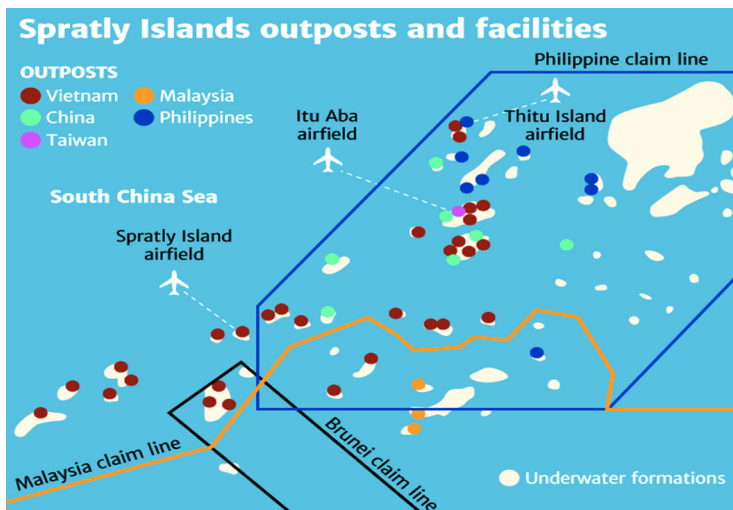 Spratly Islands outposts and facilities
OUTPOSTS
Vietnam
Malaysia
China
Philippines
Taiwan
Philippine claim line
Itu Aba
airfield
Thitu Island
airfield
South China Sea
Spratly Island
airfield
Malaysia claim line
Brunei claim line
Underwater formations